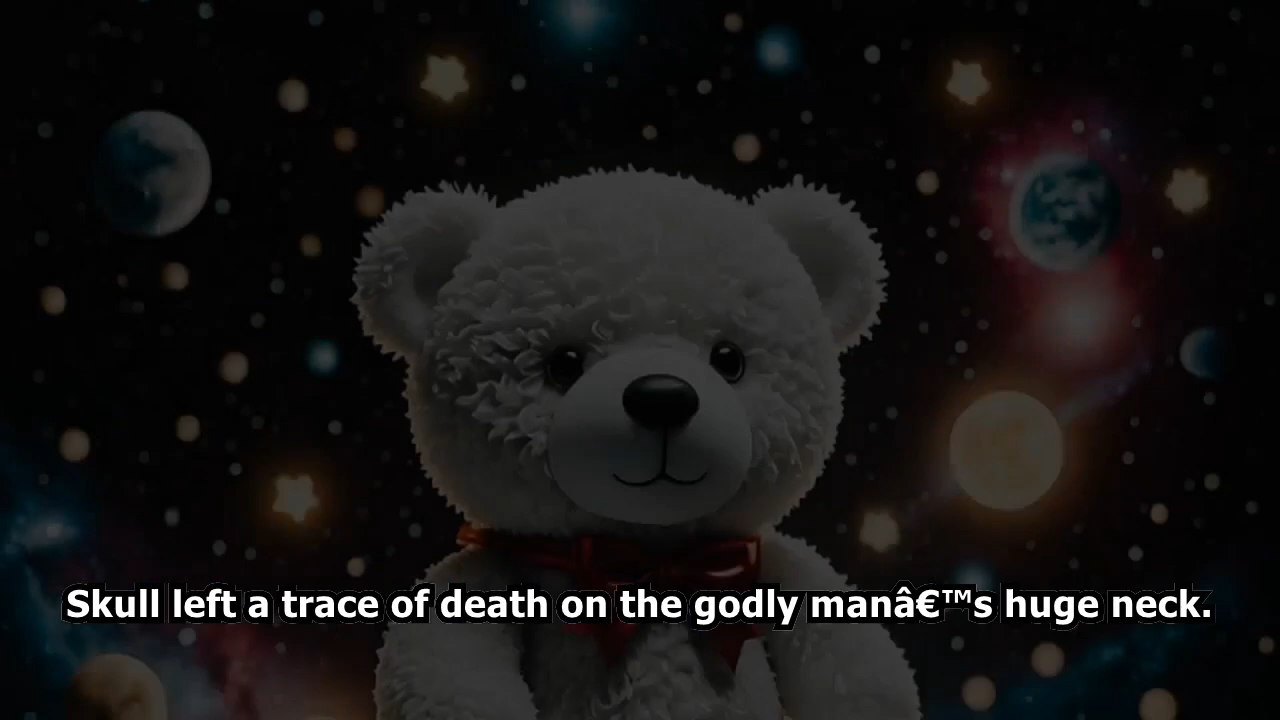 Skull left a trace of death on the godly manâ€™s huge neck.